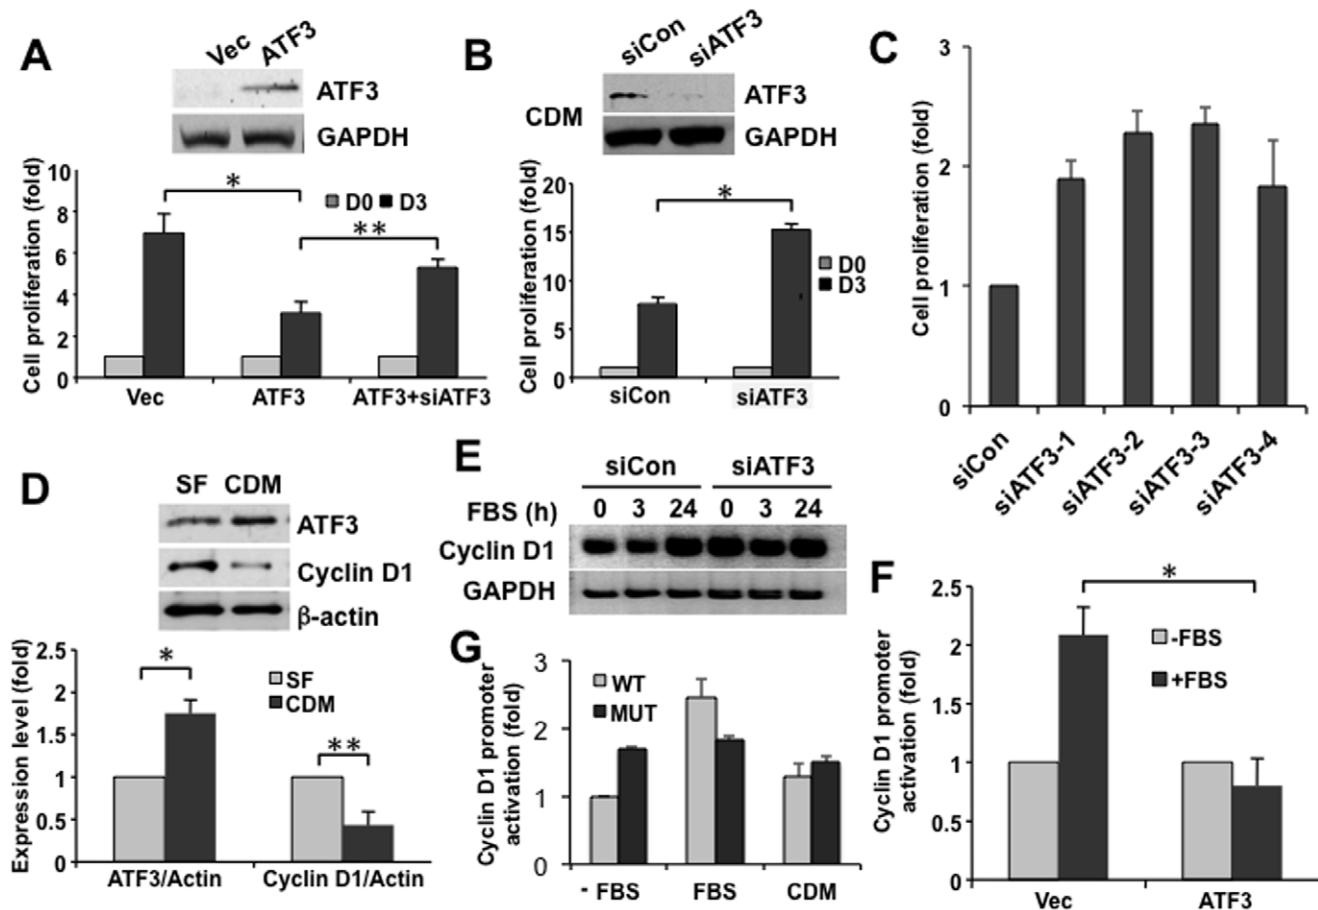 A
Vec ATF3
ATF3
GAPDH
Cell proliferation (fold)
10
8
6
4
2
0
*
**
D0 D3
Vec ATF3 ATF3+siATF3
B
siCon siATF3
CDM
ATF3
GAPDH
Cell proliferation (fold)
20
15
10
5
0
*
D0
D3
siCon siATF3
C
Cell proliferation (fold)
3
2
1
0
siCon siATF3-1 siATF3-2 siATF3-3 siATF3-4
D
SF CDM
ATF3
Cyclin D1
β-actin
Expression level (fold)
2.5
2
1.5
1
0.5
0
*
**
SF
CDM
ATF3/Actin Cyclin D1/Actin
E
siCon siATF3
FBS (h) 0 3 24 0 3 24
Cyclin D1
GAPDH
F
Cyclin D1 promoter
activation (fold)
2.5
2
1.5
1
0.5
0
*
-FBS
+FBS
Vec ATF3
G
Cyclin D1 promoter
activation (fold)
3
2
1
0
WT
MUT
- FBS FBS CDM